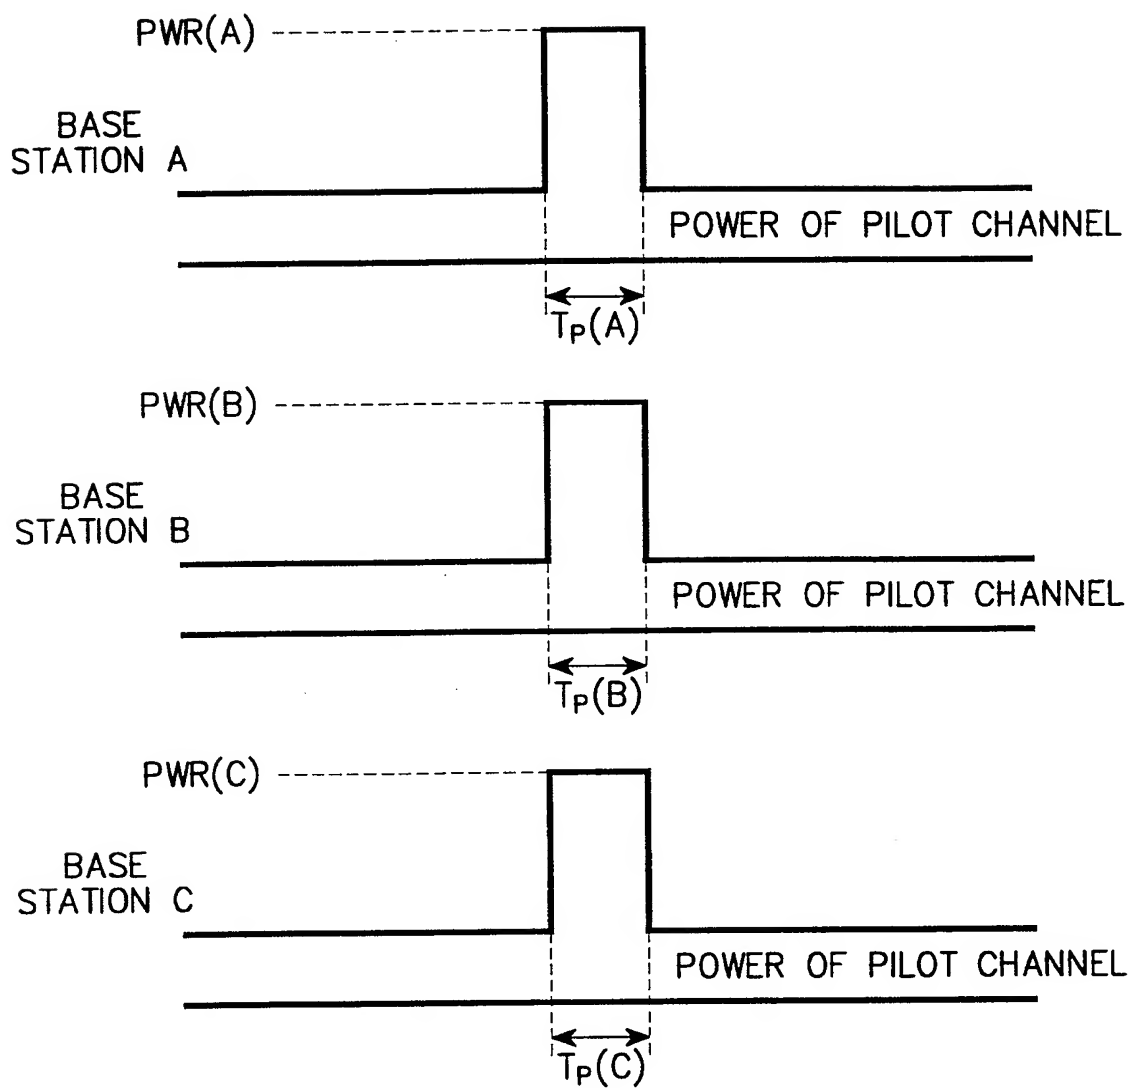 PWR(A)
BASE
STATION A
POWER OF PILOT CHANNEL
TP(A)
PWR(B)
BASE
STATION B
POWER OF PILOT CHANNEL
TP(B)
PWR(C)
BASE
STATION C
POWER OF PILOT CHANNEL
TP(C)